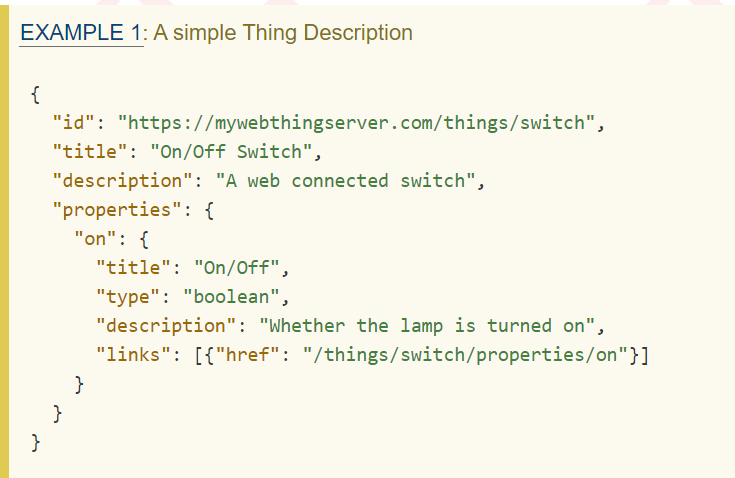 EXAMPLE 1: A simple Thing Description
{
  "id": "https://mywebthingserver.com/things/switch",
  "title": "On/Off Switch",
  "description": "A web connected switch",
  "properties": {
    "on": {
      "title": "On/Off",
      "type": "boolean",
      "description": "Whether the lamp is turned on",
      "links": [{"href": "/things/switch/properties/on"}]
    }
  }
}